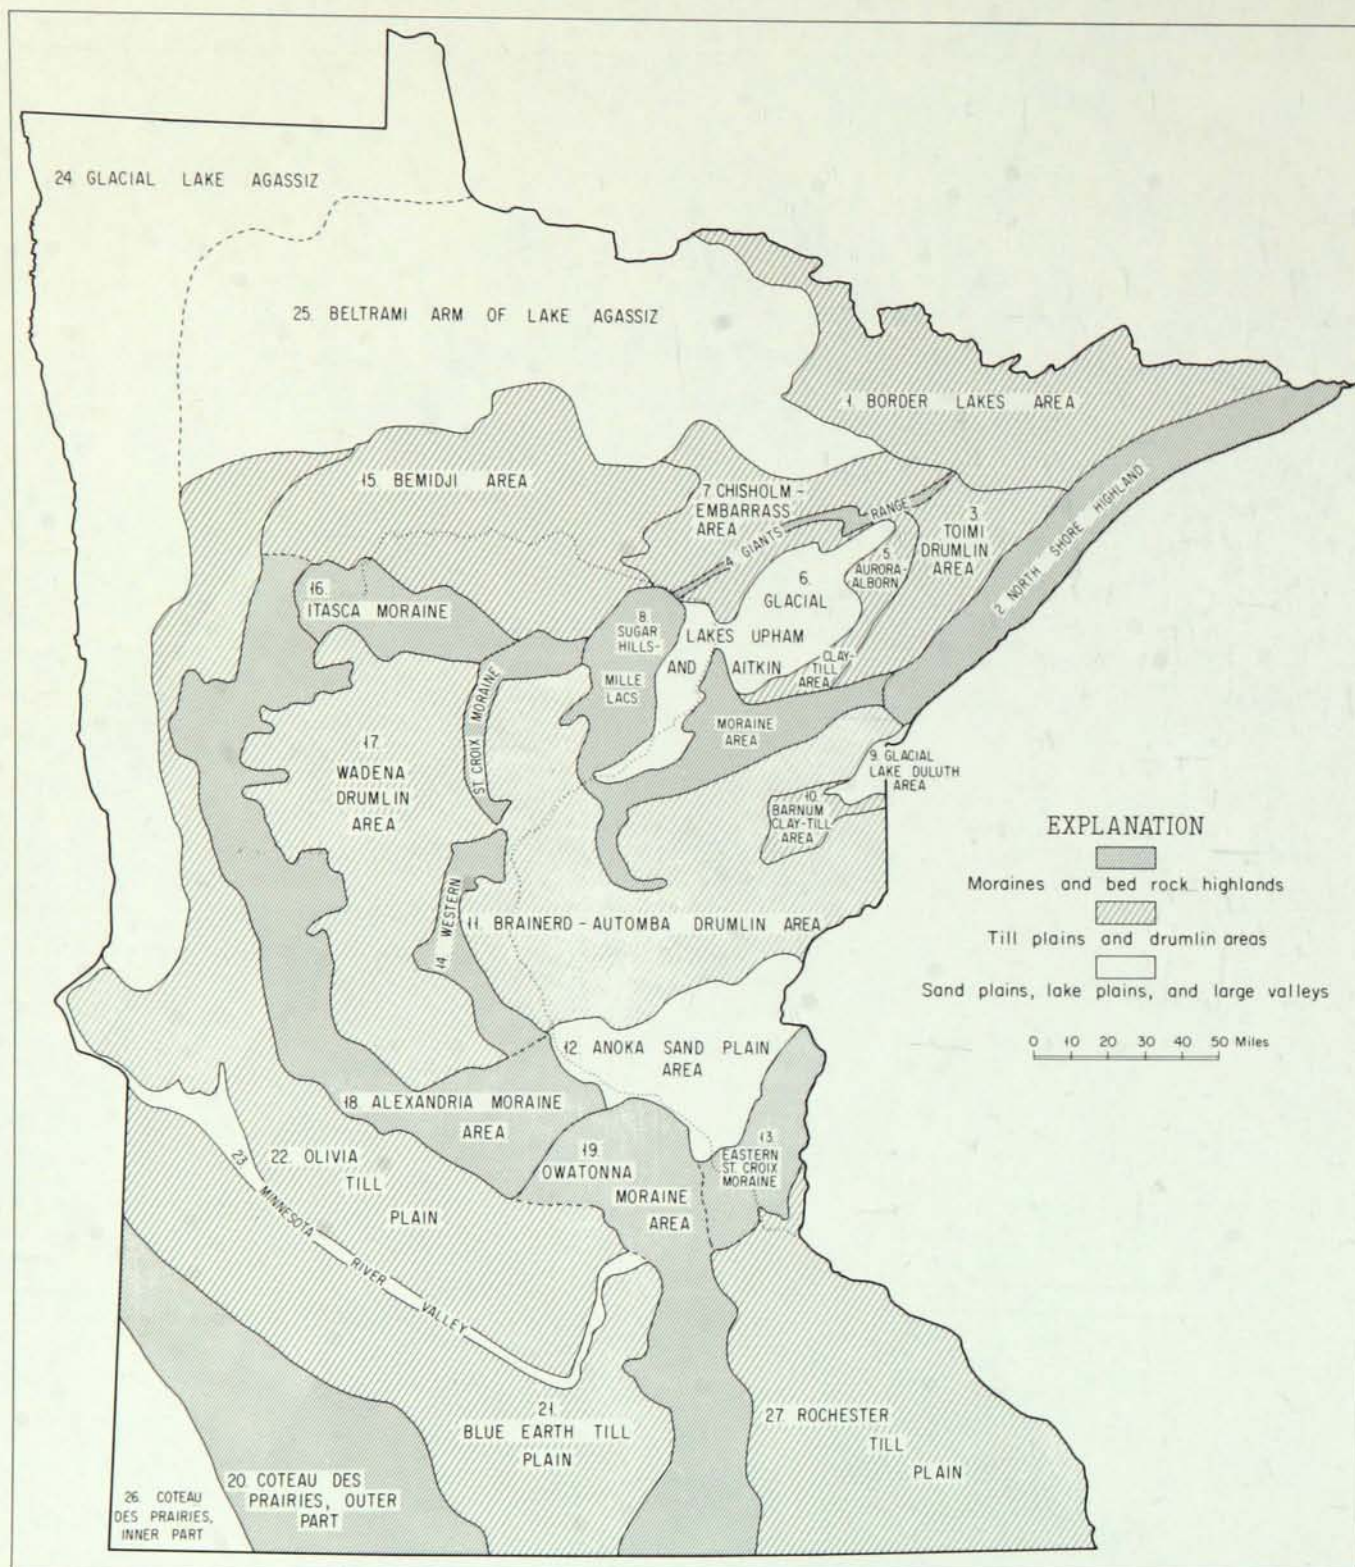 24 GLACIAL LAKE AGASSIZ
25. BELTRAMI ARM OF LAKE AGASSIZ
1. BORDER LAKES AREA
2. NORTH SHORE HIGHLAND
3.
TOIMI
DRUMLIN
AREA
4 GIANTS RANGE
5.
AURORA-
ALBORN
CLAY-
TILL
AREA
6.
GLACIAL
LAKES UPHAM
AND AITKIN
7 CHISHOLM -
EMBARRASS
AREA
15. BEMIDJI AREA
16.
ITASCA MORAINE
8.
SUGAR
HILLS-
MILLE
LACS
MORAINE
AREA
17.
WADENA
DRUMLIN
AREA
14 WESTERN
ST. CROIX MORAINE
9. GLACIAL
LAKE DULUTH
AREA
10.
BARNUM
CLAY-TILL
AREA
11. BRAINERD - AUTOMBA DRUMLIN AREA
12. ANOKA SAND PLAIN
AREA
13.
EASTERN
ST. CROIX
MORAINE
18 ALEXANDRIA MORAINE
AREA
19.
OWATONNA
MORAINE
AREA
22. OLIVIA
TILL
PLAIN
23 MINNESOTA RIVER VALLEY
21.
BLUE EARTH TILL
PLAIN
20. COTEAU DES
PRAIRIES, OUTER
PART
26. COTEAU
DES PRAIRIES,
INNER PART
27. ROCHESTER
TILL
PLAIN
EXPLANATION
Moraines and bed rock highlands
Till plains and drumlin areas
Sand plains, lake plains, and large valleys
0 10 20 30 40 50 Miles